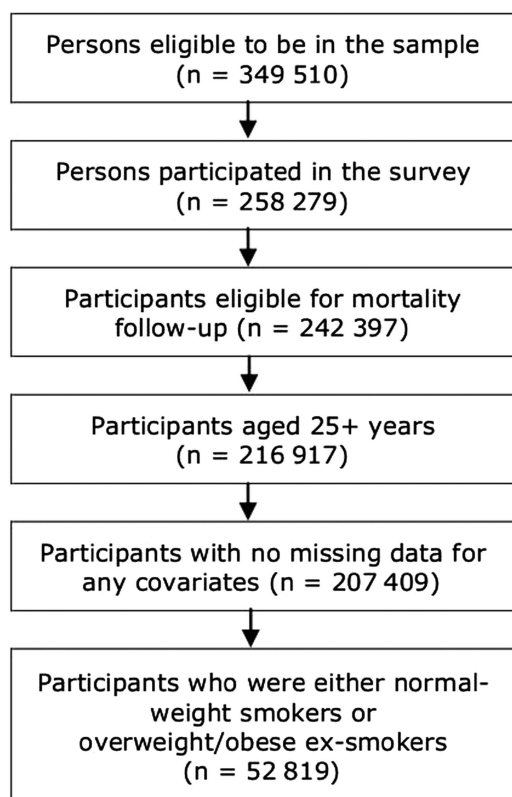 Persons eligible to be in the sample
(n = 349 510)
Persons participated in the survey
(n = 258 279)
Participants eligible for mortality
follow-up (n = 242 397)
Participants aged 25+ years
(n = 216 917)
Participants with no missing data for
any covariates (n = 207 409)
Participants who were either normal-
weight smokers or
overweight/obese ex-smokers
(n = 52 819)